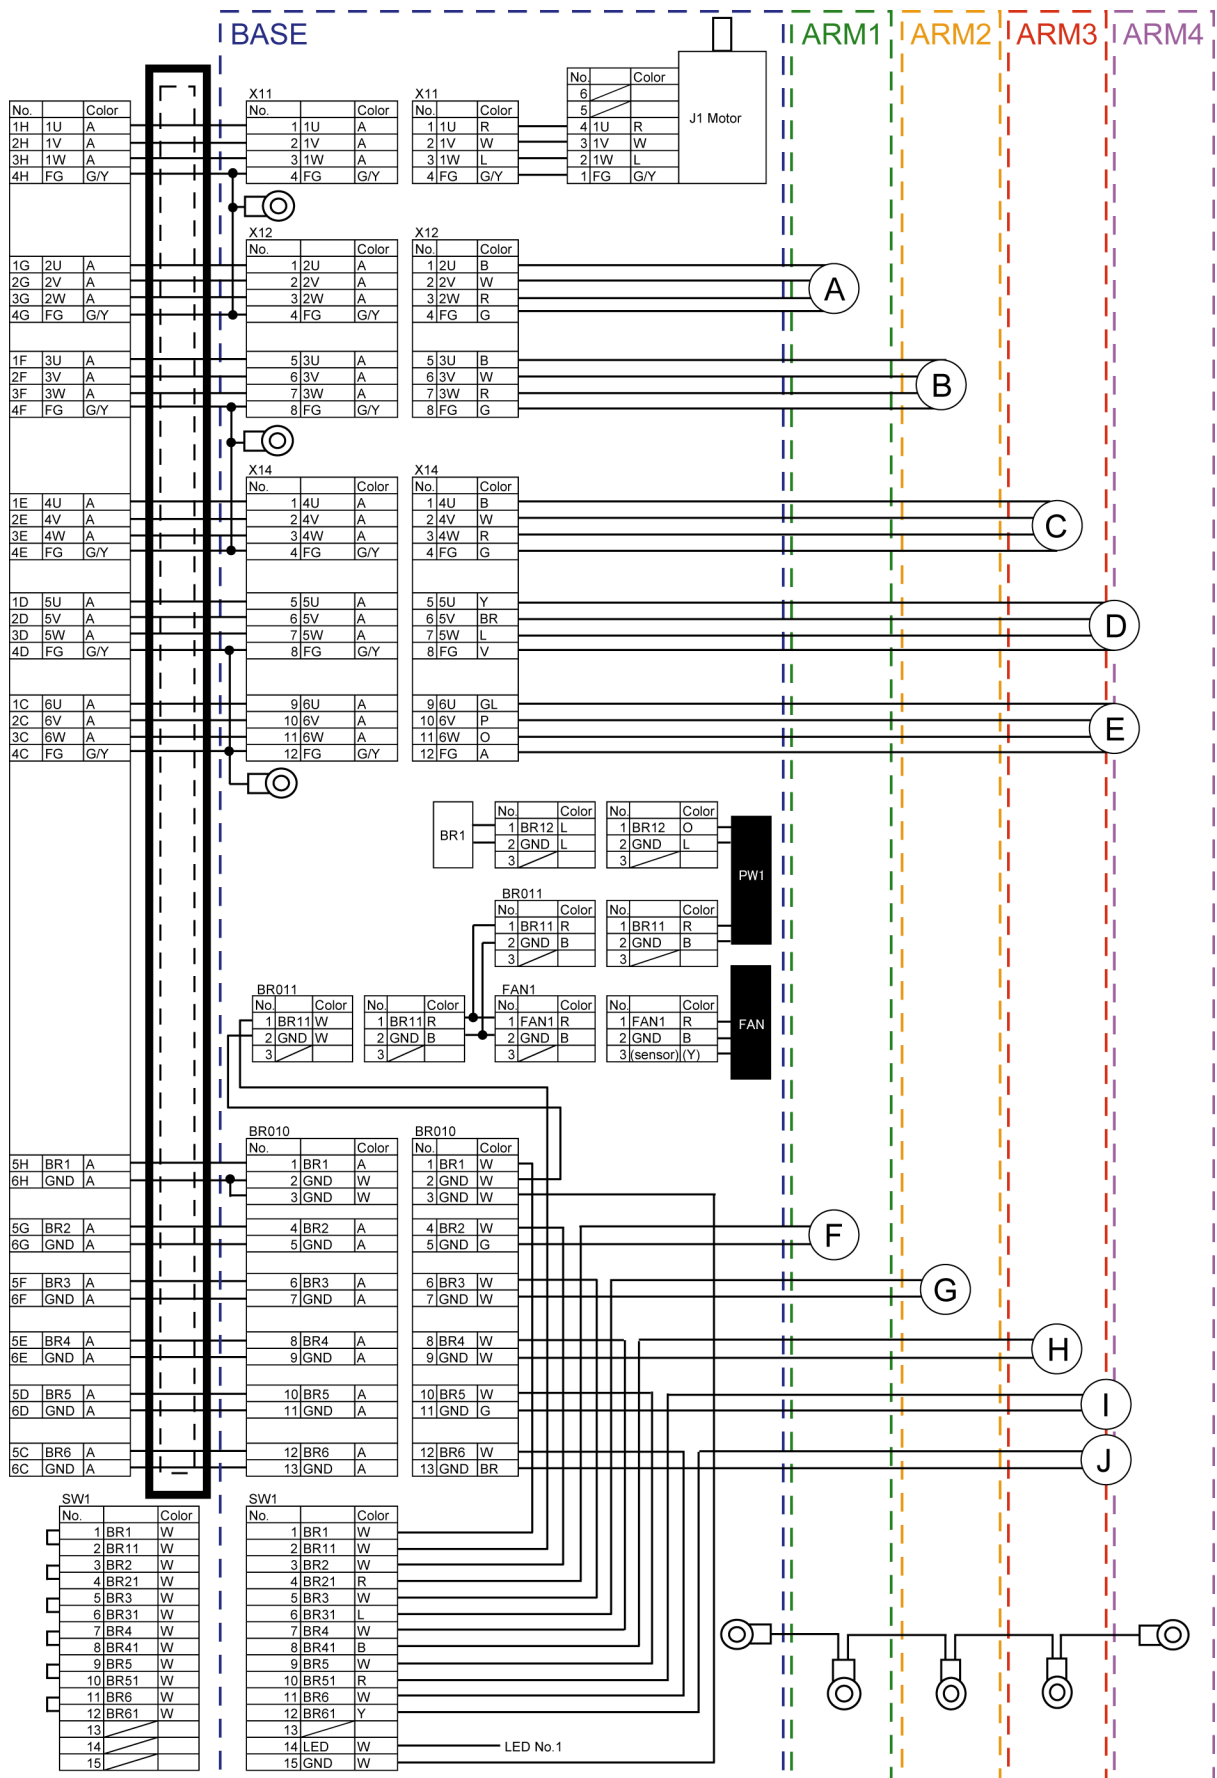 BASE
ARM1
ARM2
ARM3
ARM4
No. Color
1H 1U A
2H 1V A
3H 1W A
4H FG G/Y
1G 2U A
2G 2V A
3G 2W A
4G FG G/Y
1F 3U A
2F 3V A
3F 3W A
4F FG G/Y
1E 4U A
2E 4V A
3E 4W A
4E FG G/Y
1D 5U A
2D 5V A
3D 5W A
4D FG G/Y
1C 6U A
2C 6V A
3C 6W A
4C FG G/Y
5H BR1 A
6H GND A
5G BR2 A
6G GND A
5F BR3 A
6F GND A
5E BR4 A
6E GND A
5D BR5 A
6D GND A
5C BR6 A
6C GND A
X11
No. Color
1 1U A
2 1V A
3 1W A
4 FG G/Y
X11
No. Color
1 1U R
2 1V W
3 1W L
4 FG G/Y
No. Color
6
5
4 1U R
3 1V W
2 1W L
1 FG G/Y
J1 Motor
X12
No. Color
1 2U A
2 2V A
3 2W A
4 FG G/Y
5 3U A
6 3V A
7 3W A
8 FG G/Y
X12
No. Color
1 2U B
2 2V W
3 2W R
4 FG G
5 3U B
6 3V W
7 3W R
8 FG G
A
B
X14
No. Color
1 4U A
2 4V A
3 4W A
4 FG G/Y
5 5U A
6 5V A
7 5W A
8 FG G/Y
9 6U A
10 6V A
11 6W A
12 FG G/Y
X14
No. Color
1 4U B
2 4V W
3 4W R
4 FG G
5 5U Y
6 5V BR
7 5W L
8 FG V
9 6U GL
10 6V P
11 6W O
12 FG A
C
D
E
BR1
No. Color
1 BR12 L
2 GND L
3
No. Color
1 BR12 O
2 GND L
3
PW1
BR011
No. Color
1 BR11 R
2 GND B
3
No. Color
1 BR11 R
2 GND B
3
BR011
No. Color
1 BR11 W
2 GND W
3
No. Color
1 BR11 R
2 GND B
3
FAN1
No. Color
1 FAN1 R
2 GND B
3
No. Color
1 FAN1 R
2 GND B
3 (sensor) (Y)
FAN
BR010
No. Color
1 BR1 A
2 GND W
3 GND W
4 BR2 A
5 GND A
6 BR3 A
7 GND A
8 BR4 A
9 GND A
10 BR5 A
11 GND A
12 BR6 A
13 GND A
BR010
No. Color
1 BR1 W
2 GND W
3 GND W
4 BR2 W
5 GND G
6 BR3 W
7 GND W
8 BR4 W
9 GND W
10 BR5 W
11 GND G
12 BR6 W
13 GND BR
F
G
H
I
J
SW1
No. Color
1 BR1 W
2 BR11 W
3 BR2 W
4 BR21 W
5 BR3 W
6 BR31 W
7 BR4 W
8 BR41 W
9 BR5 W
10 BR51 W
11 BR6 W
12 BR61 W
13
14
15
SW1
No. Color
1 BR1 W
2 BR11 W
3 BR2 W
4 BR21 R
5 BR3 W
6 BR31 L
7 BR4 W
8 BR41 B
9 BR5 W
10 BR51 R
11 BR6 W
12 BR61 Y
13
14 LED W
15 GND W
LED No.1